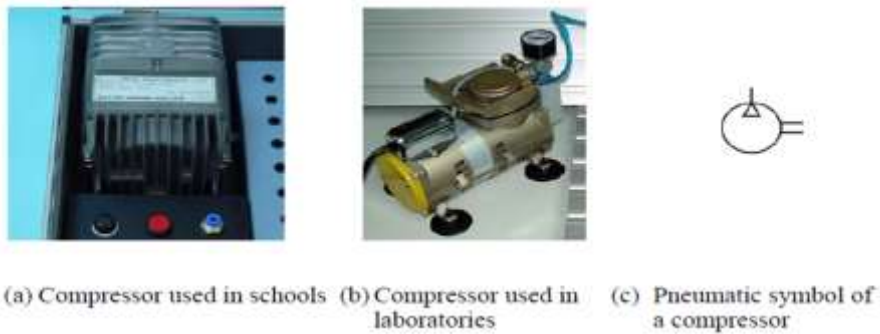 (a) Compressor used in schools
(b) Compressor used in
laboratories
(c) Pneumatic symbol of
a compressor